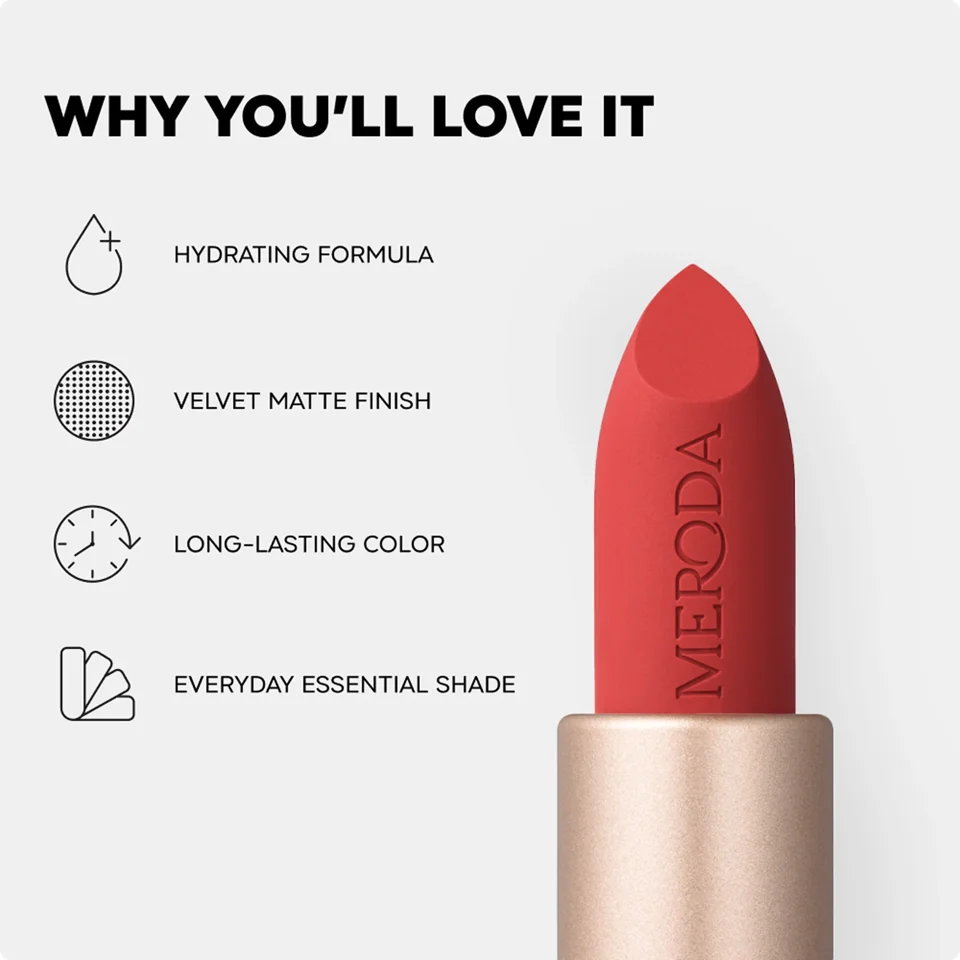 WHY YOU'LL LOVE IT
HYDRATING FORMULA
VELVET MATTE FINISH
LONG-LASTING COLOR
EVERYDAY ESSENTIAL SHADE
MERODA